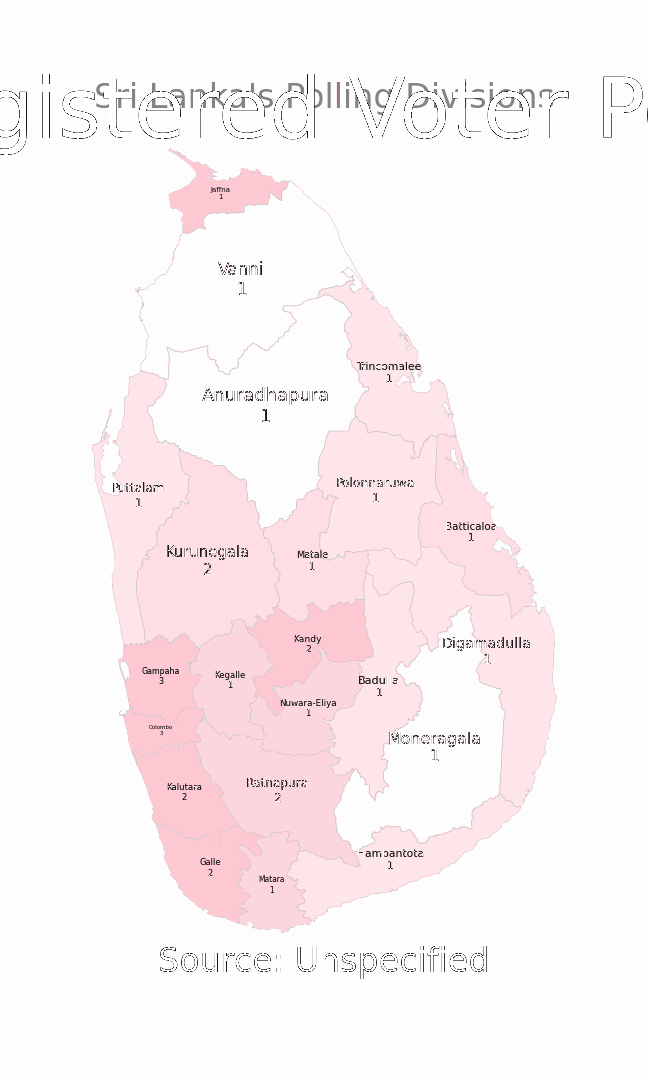 Sri Lanka's Polling Divisions
gistered Voter P
Jaffna
1
Vanni
1
Trincomalee
1
Anuradhapura
1
Polonnaruwa
1
Puttalam
1
Batticaloa
1
Kurunegala
2
Matale
1
Kandy
2
Digamadulla
1
Gampaha
3
Kegalle
1
Badulla
1
Nuwara-Eliya
1
Colombo
3
Moneragala
1
Ratnapura
2
Kalutara
2
Hambantota
1
Galle
2
Matara
1
Source: Unspecified